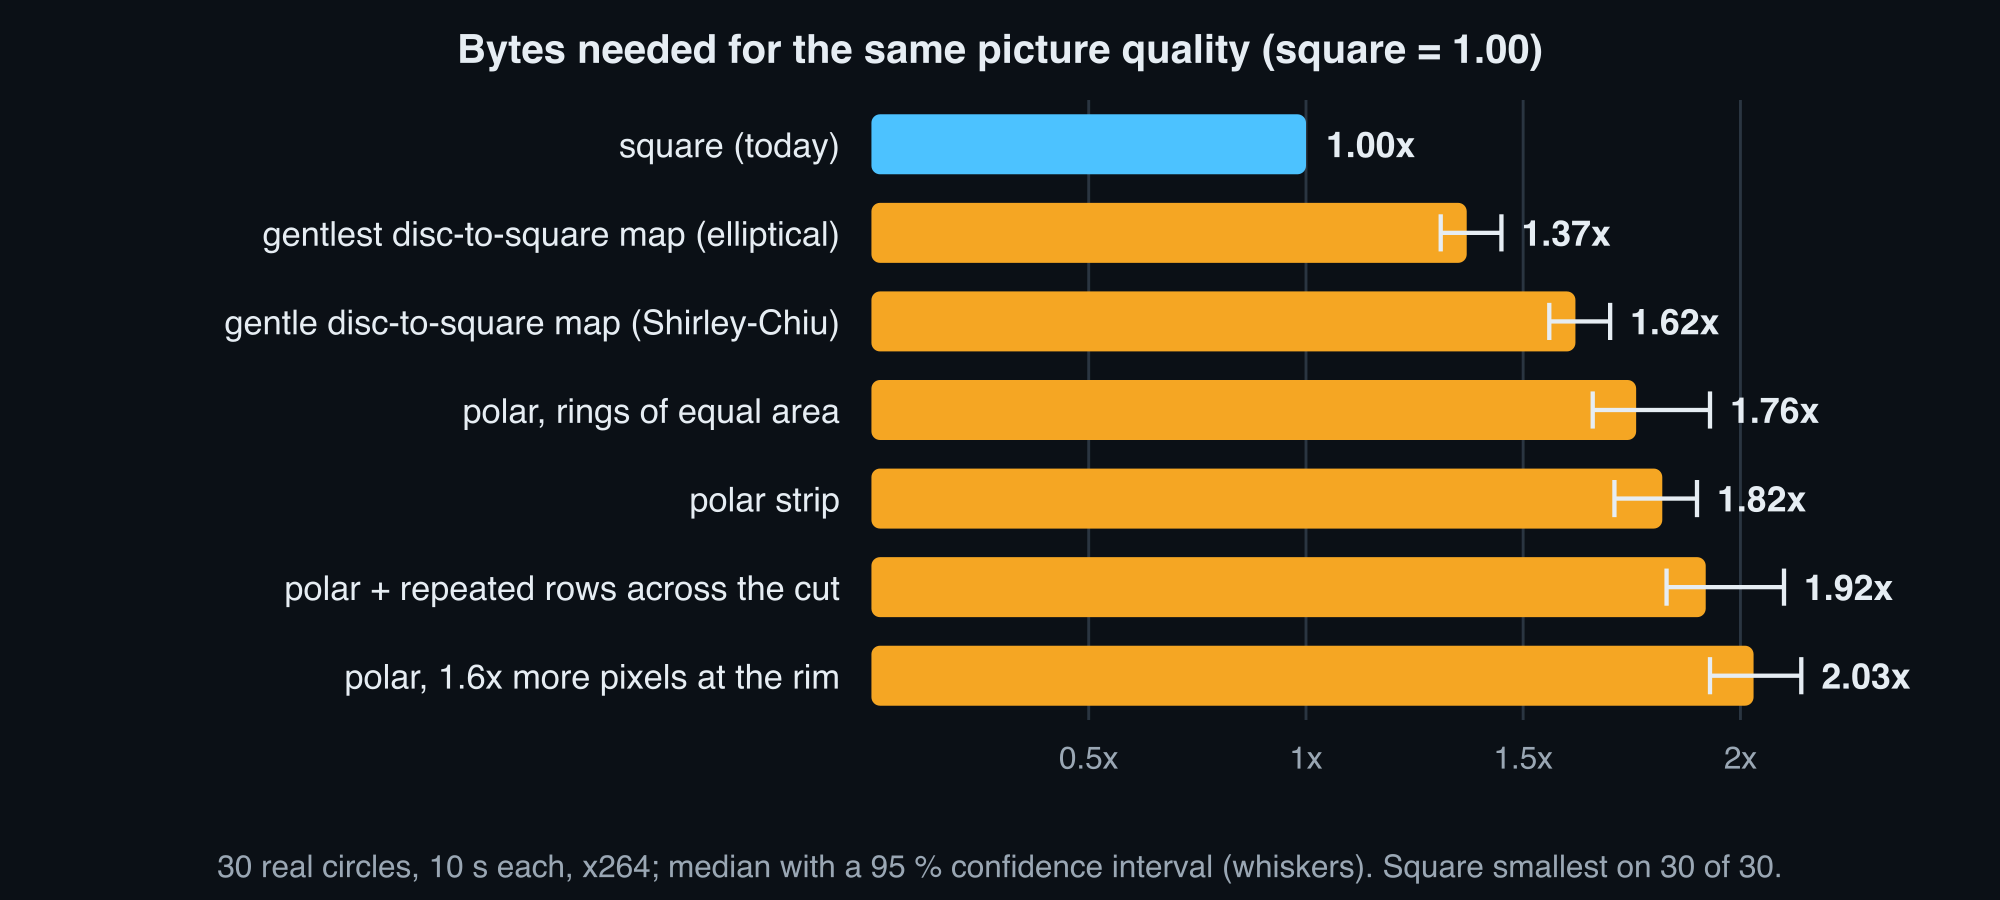 Bytes needed for the same picture quality (square = 1.00)
square (today) 1.00x
gentlest disc-to-square map (elliptical) 1.37x
gentle disc-to-square map (Shirley-Chiu) 1.62x
polar, rings of equal area 1.76x
polar strip 1.82x
polar + repeated rows across the cut 1.92x
polar, 1.6x more pixels at the rim 2.03x
0.5x 1x 1.5x 2x
30 real circles, 10 s each, x264; median with a 95 % confidence interval (whiskers). Square smallest on 30 of 30.